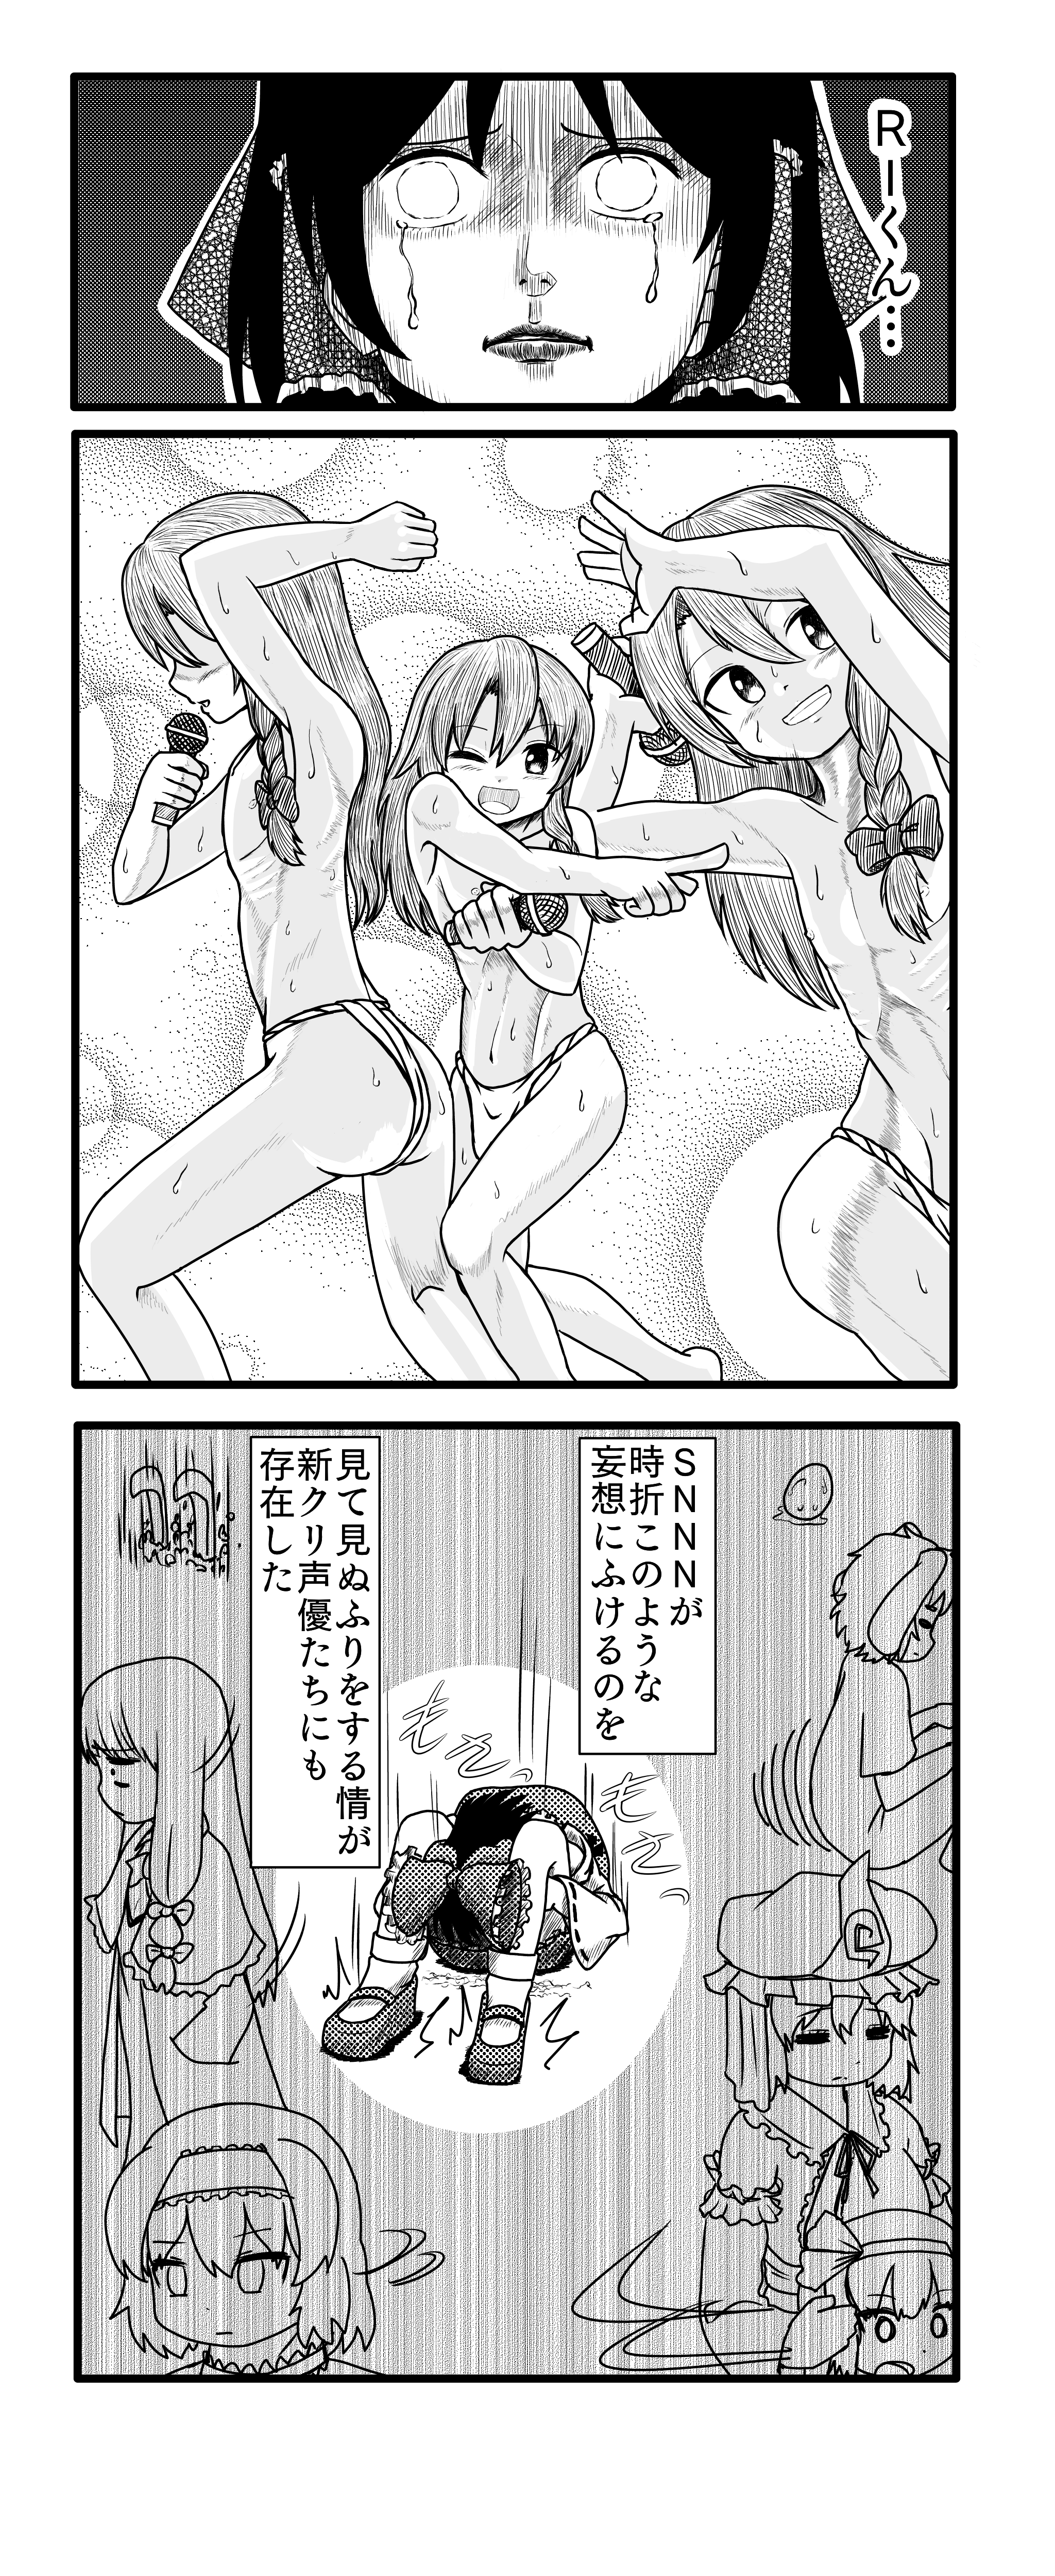 Rーくん…
SNNNが
時折このような
妄想にふけるのを
見て見ぬふりをする情が
新クリ声優たちにも
存在した
もさっ
もさっ